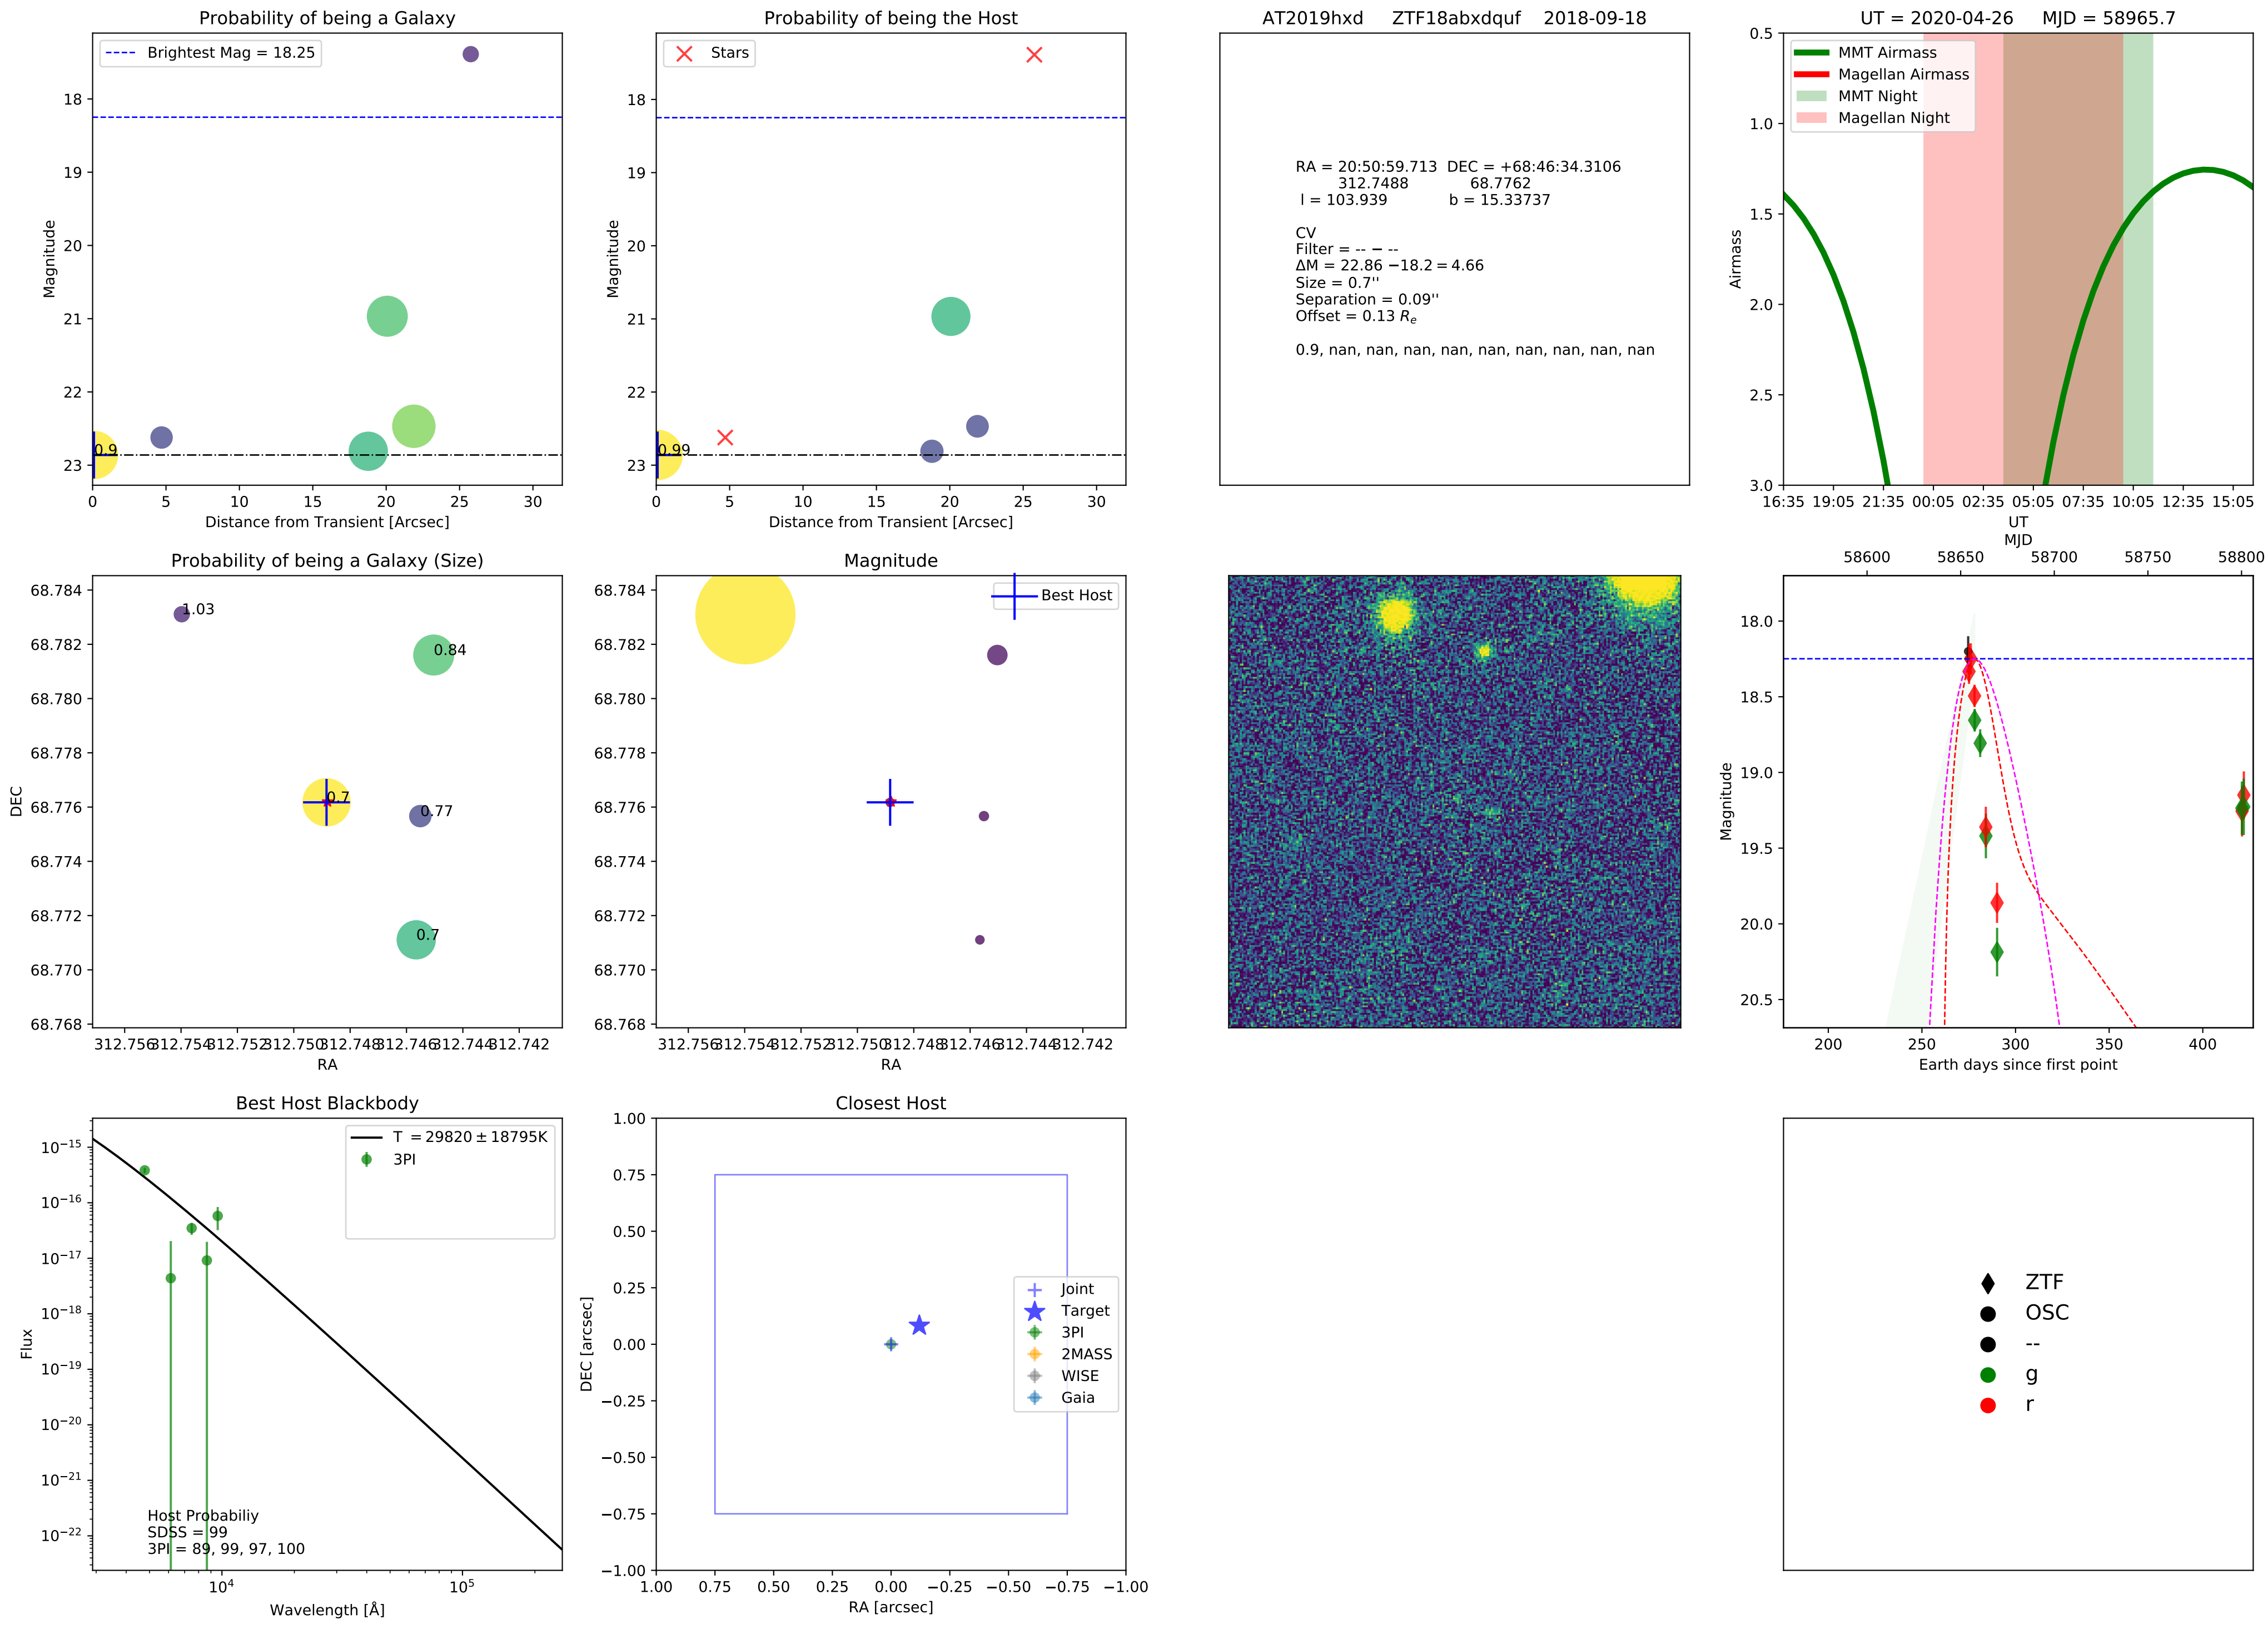 Probability of being a Galaxy
Brightest Mag = 18.25
Magnitude
18
19
20
21
22
23
0.9
0 5 10 15 20 25 30
Distance from Transient [Arcsec]
Probability of being the Host
Stars
Magnitude
18
19
20
21
22
23
0.99
0 5 10 15 20 25 30
Distance from Transient [Arcsec]
AT2019hxd ZTF18abxdquf 2018-09-18
RA = 20:50:59.713 DEC = +68:46:34.3106
312.7488 68.7762
l = 103.939 b = 15.33737
CV
Filter = -- − --
ΔM = 22.86 −18.2 = 4.66
Size = 0.7''
Separation = 0.09''
Offset = 0.13 Re
0.9, nan, nan, nan, nan, nan, nan, nan, nan, nan
UT = 2020-04-26 MJD = 58965.7
MMT Airmass
Magellan Airmass
MMT Night
Magellan Night
Airmass
0.5
1.0
1.5
2.0
2.5
3.0
16:35 19:05 21:35 00:05 02:35 05:05 07:35 10:05 12:35 15:05
UT
Probability of being a Galaxy (Size)
DEC
68.784
68.782
68.780
68.778
68.776
68.774
68.772
68.770
68.768
1.03
0.84
0.7
0.77
0.7
312.756 312.754 312.752 312.750 312.748 312.746 312.744 312.742
RA
Magnitude
Best Host
68.784
68.782
68.780
68.778
68.776
68.774
68.772
68.770
68.768
312.756 312.754 312.752 312.750 312.748 312.746 312.744 312.742
RA
MJD
58600 58650 58700 58750 58800
Magnitude
18.0
18.5
19.0
19.5
20.0
20.5
200 250 300 350 400
Earth days since first point
Best Host Blackbody
T = 29820 ± 18795K
3PI
Flux
10−15
10−16
10−17
10−18
10−19
10−20
10−21
10−22
Host Probabiliy
SDSS = 99
3PI = 89, 99, 97, 100
104 105
Wavelength [Å]
Closest Host
DEC [arcsec]
1.00
0.75
0.50
0.25
0.00
−0.25
−0.50
−0.75
−1.00
Joint
Target
3PI
2MASS
WISE
Gaia
1.00 0.75 0.50 0.25 0.00 −0.25 −0.50 −0.75 −1.00
RA [arcsec]
ZTF
OSC
--
g
r